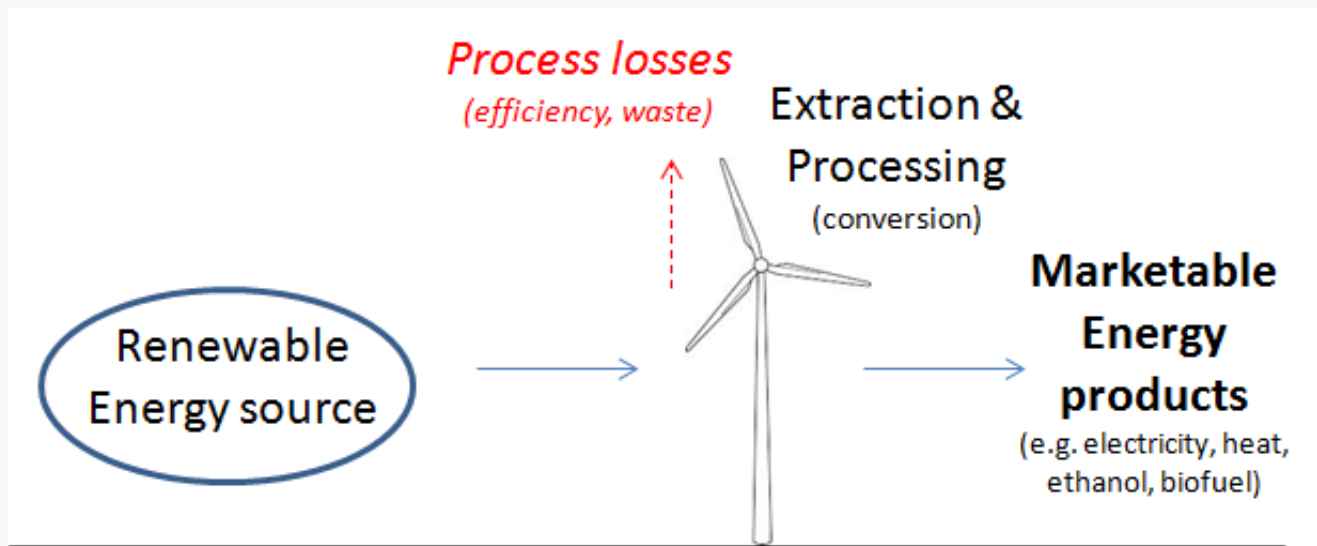 Process losses
(efficiency, waste)
Extraction &
Processing
(conversion)
Renewable
Energy source
Marketable
Energy
products
(e.g. electricity, heat,
ethanol, biofuel)